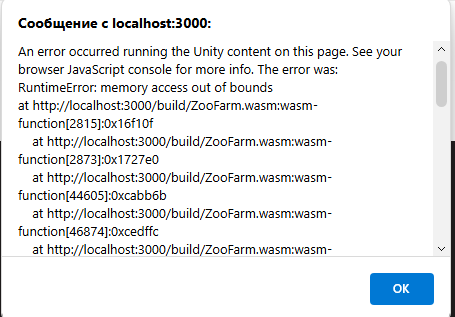 Сообщение с localhost:3000:
An error occurred running the Unity content on this page. See your
browser JavaScript console for more info. The error was:
RuntimeError: memory access out of bounds
at http://localhost:3000/build/ZooFarm.wasm:wasm-
function[2815]:0x16f10f
at http://localhost:3000/build/ZooFarm.wasm:wasm-
function[2873]:0x1727e0
at http://localhost:3000/build/ZooFarm.wasm:wasm-
function[44605]:0xcabb6b
at http://localhost:3000/build/ZooFarm.wasm:wasm-
function[46874]:0xcedffc
at http://localhost:3000/build/ZooFarm.wasm:wasm-
OK